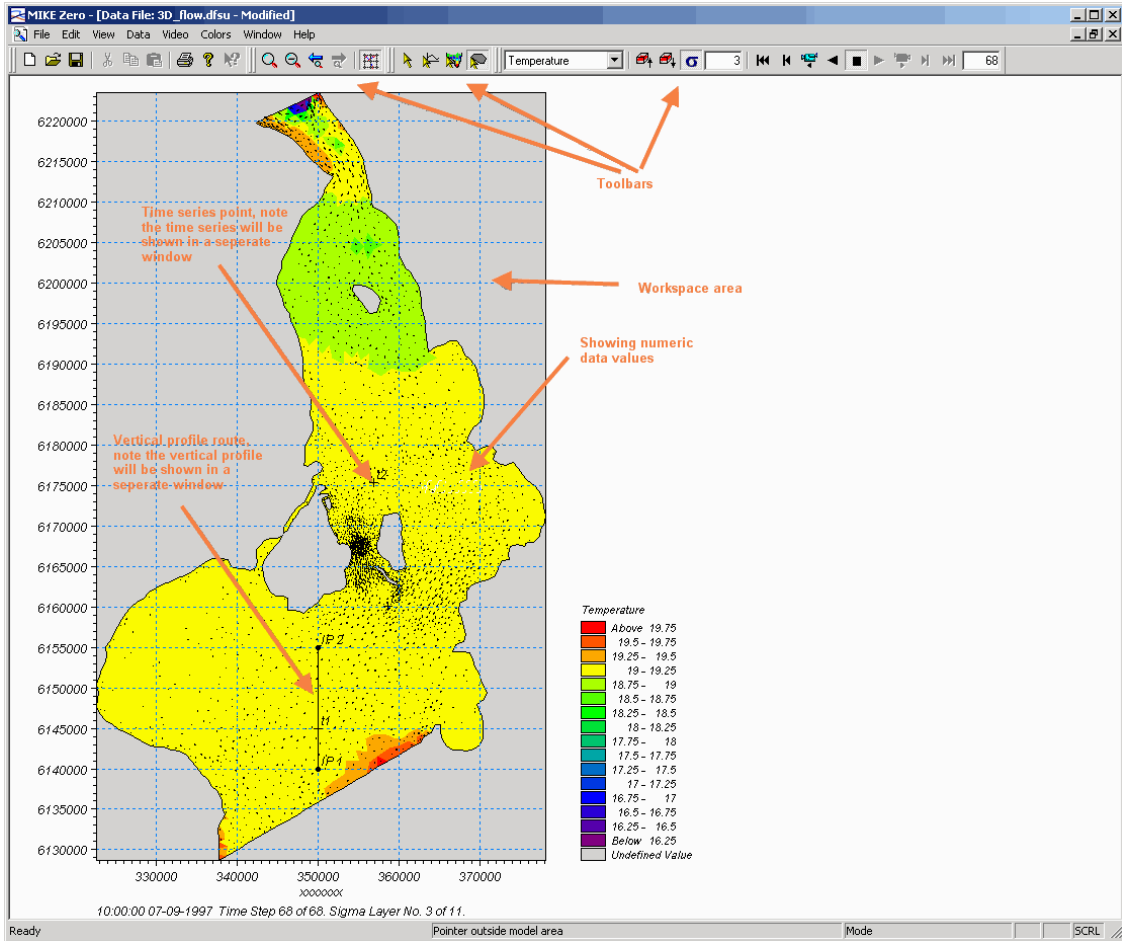 MIKE Zero - [Data File: 3D_flow.dfsu - Modified]
File Edit View Data Video Colors Window Help
Temperature 3 68
6220000
6215000
6210000
6205000
6200000
6195000
6190000
6185000
6180000
6175000
6170000
6165000
6160000
6155000
6150000
6145000
6140000
6135000
6130000
330000 340000 350000 360000 370000
xxxxxxx
Toolbars
Time series point, note
the time series will be
shown in a seperate
window
Workspace area
Showing numeric
data values
Vertical profile route,
note the vertical profile
will be shown in a
seperate window
t2
IP 2
t1
IP 1
Temperature
Above 19.75
19.5 - 19.75
19.25 - 19.5
19 - 19.25
18.75 - 19
18.5 - 18.75
18.25 - 18.5
18 - 18.25
17.75 - 18
17.5 - 17.75
17.25 - 17.5
17 - 17.25
16.75 - 17
16.5 - 16.75
16.25 - 16.5
Below 16.25
Undefined Value
10:00:00 07-09-1997 Time Step 68 of 68. Sigma Layer No. 3 of 11.
Ready Pointer outside model area Mode SCRL